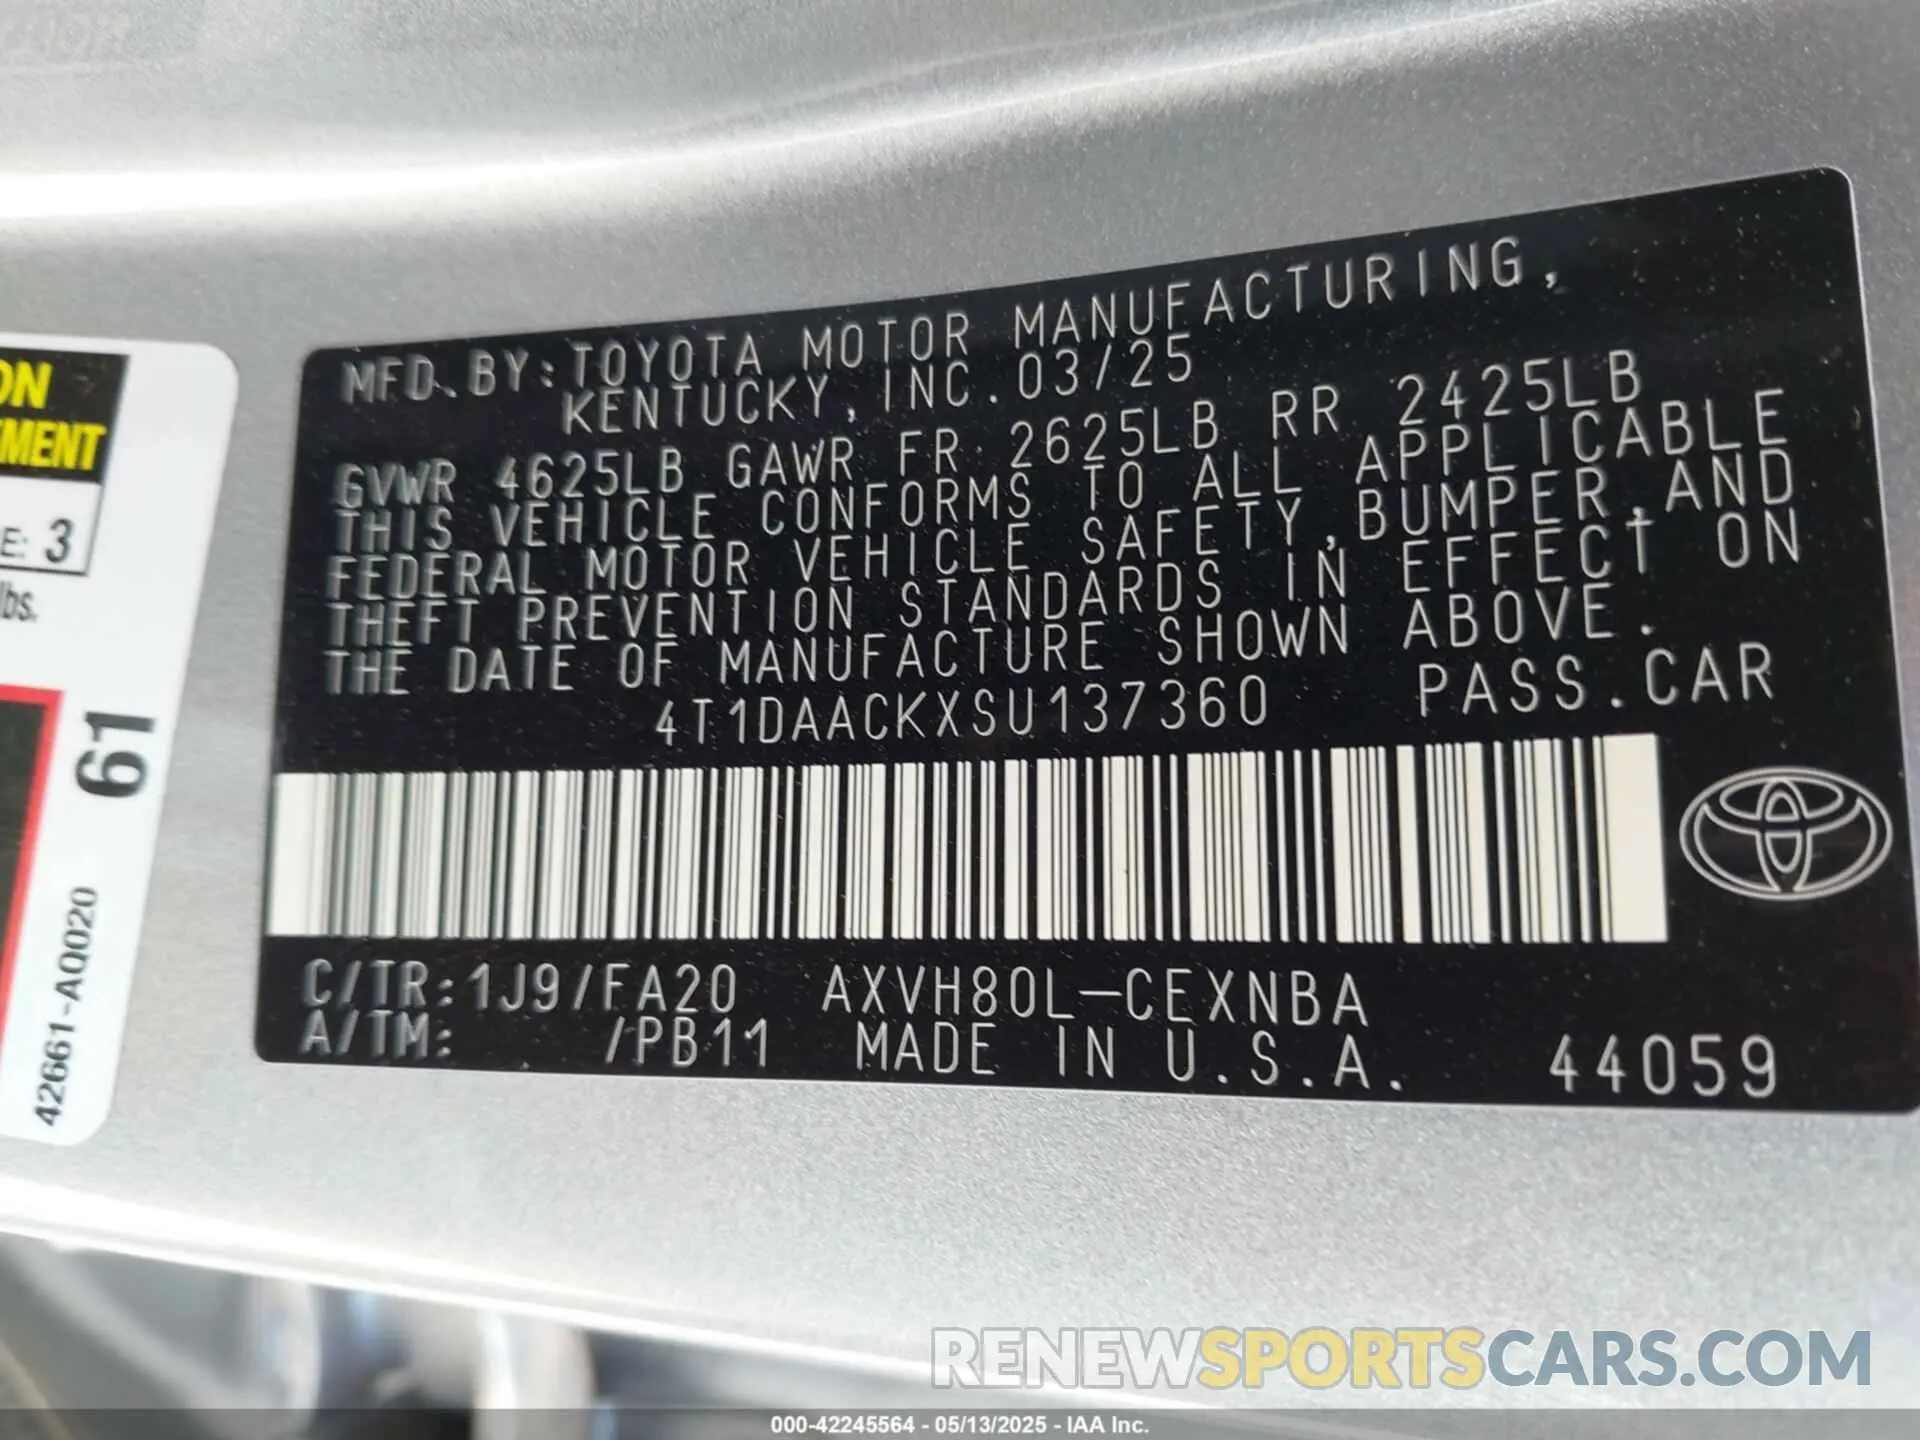 ON
EMENT
E: 3
lbs.
61
42661-AQ020
MFD. BY: TOYOTA MOTOR MANUFACTURING,
KENTUCKY, INC. 03/25
GVWR 4625LB GAWR FR 2625LB RR 2425LB
THIS VEHICLE CONFORMS TO ALL APPLICABLE
FEDERAL MOTOR VEHICLE SAFETY, BUMPER, AND
THEFT PREVENTION STANDARDS IN EFFECT ON
THE DATE OF MANUFACTURE SHOWN ABOVE.
4T1DAACKXSU137360 PASS. CAR
C/TR: 1J9/FA20 AXVH80L-CEXNBA
A/TM: /PB11 MADE IN U.S.A. 44059
RENEWSPORTSCARS.COM
000-42245564 - 05/13/2025 - IAA Inc.